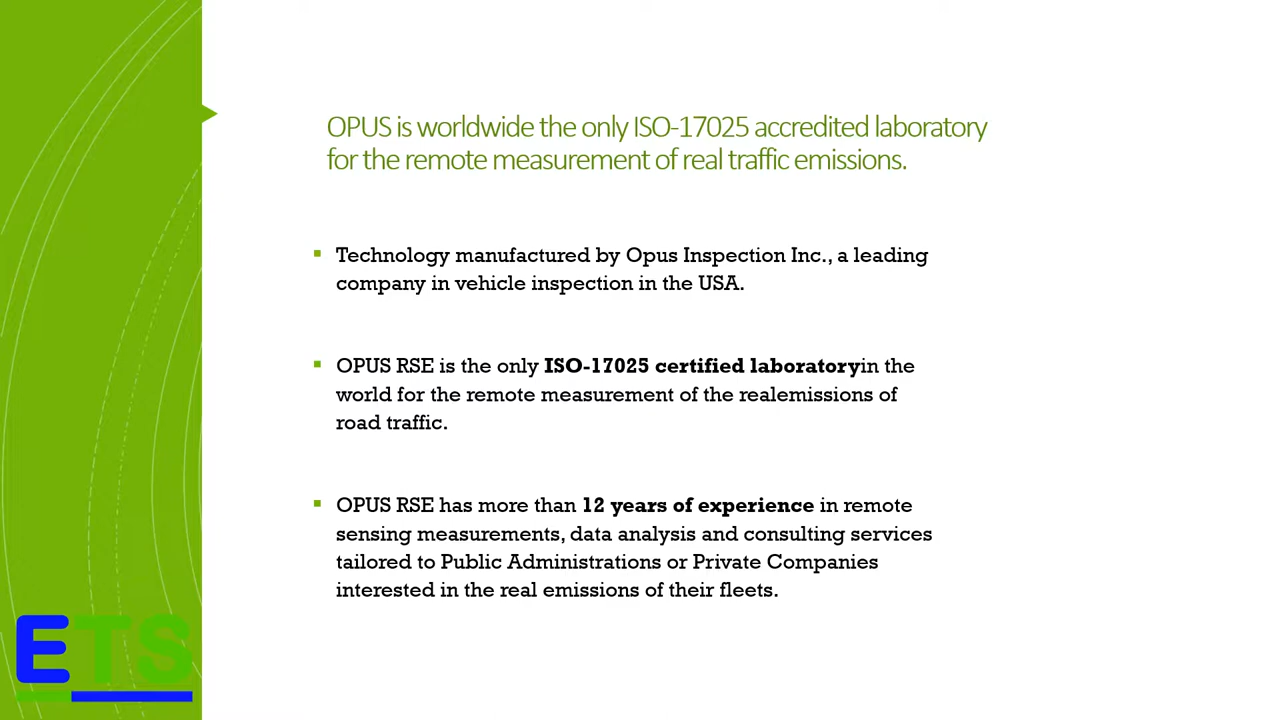 OPUS is worldwide the only ISO-17025 accredited laboratory
for the remote measurement of real traffic emissions.
Technology manufactured by Opus Inspection Inc., a leading
company in vehicle inspection in the USA.
OPUS RSE is the only ISO-17025 certified laboratoryin the
world for the remote measurement of the realemissions of
road traffic.
OPUS RSE has more than 12 years of experience in remote
sensing measurements, data analysis and consulting services
tailored to Public Administrations or Private Companies
interested in the real emissions of their fleets.
ETS